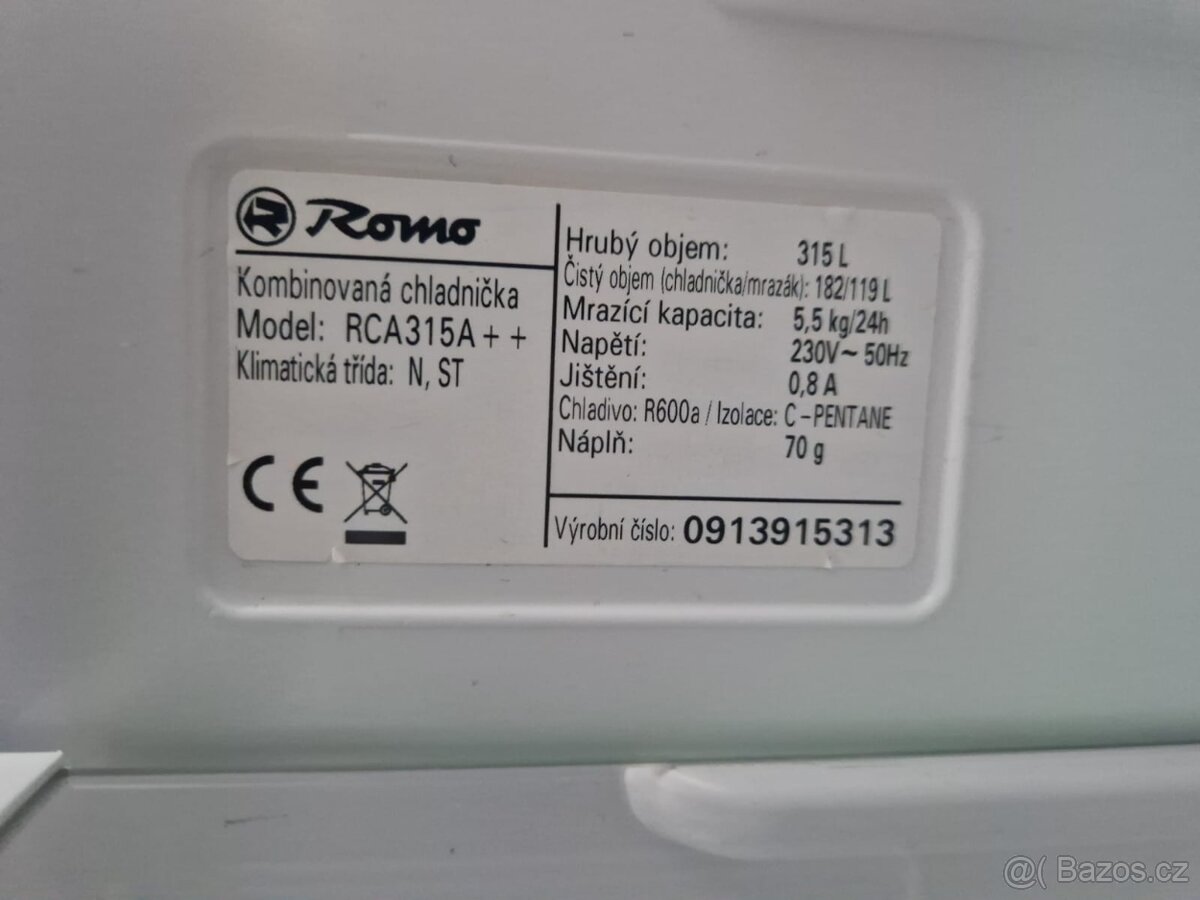 Romo
Kombinovaná chladnička
Model: RCA315A++
Klimatická třída: N, ST
CE
Hrubý objem: 315 L
Čistý objem (chladnička/mrazák): 182/119 L
Mrazící kapacita: 5,5 kg/24h
Napětí: 230V~ 50Hz
Jištění: 0,8 A
Chladivo: R600a / Izolace: C-PENTANE
Náplň: 70 g
Výrobní číslo: 0913915313
@( Bazos.cz